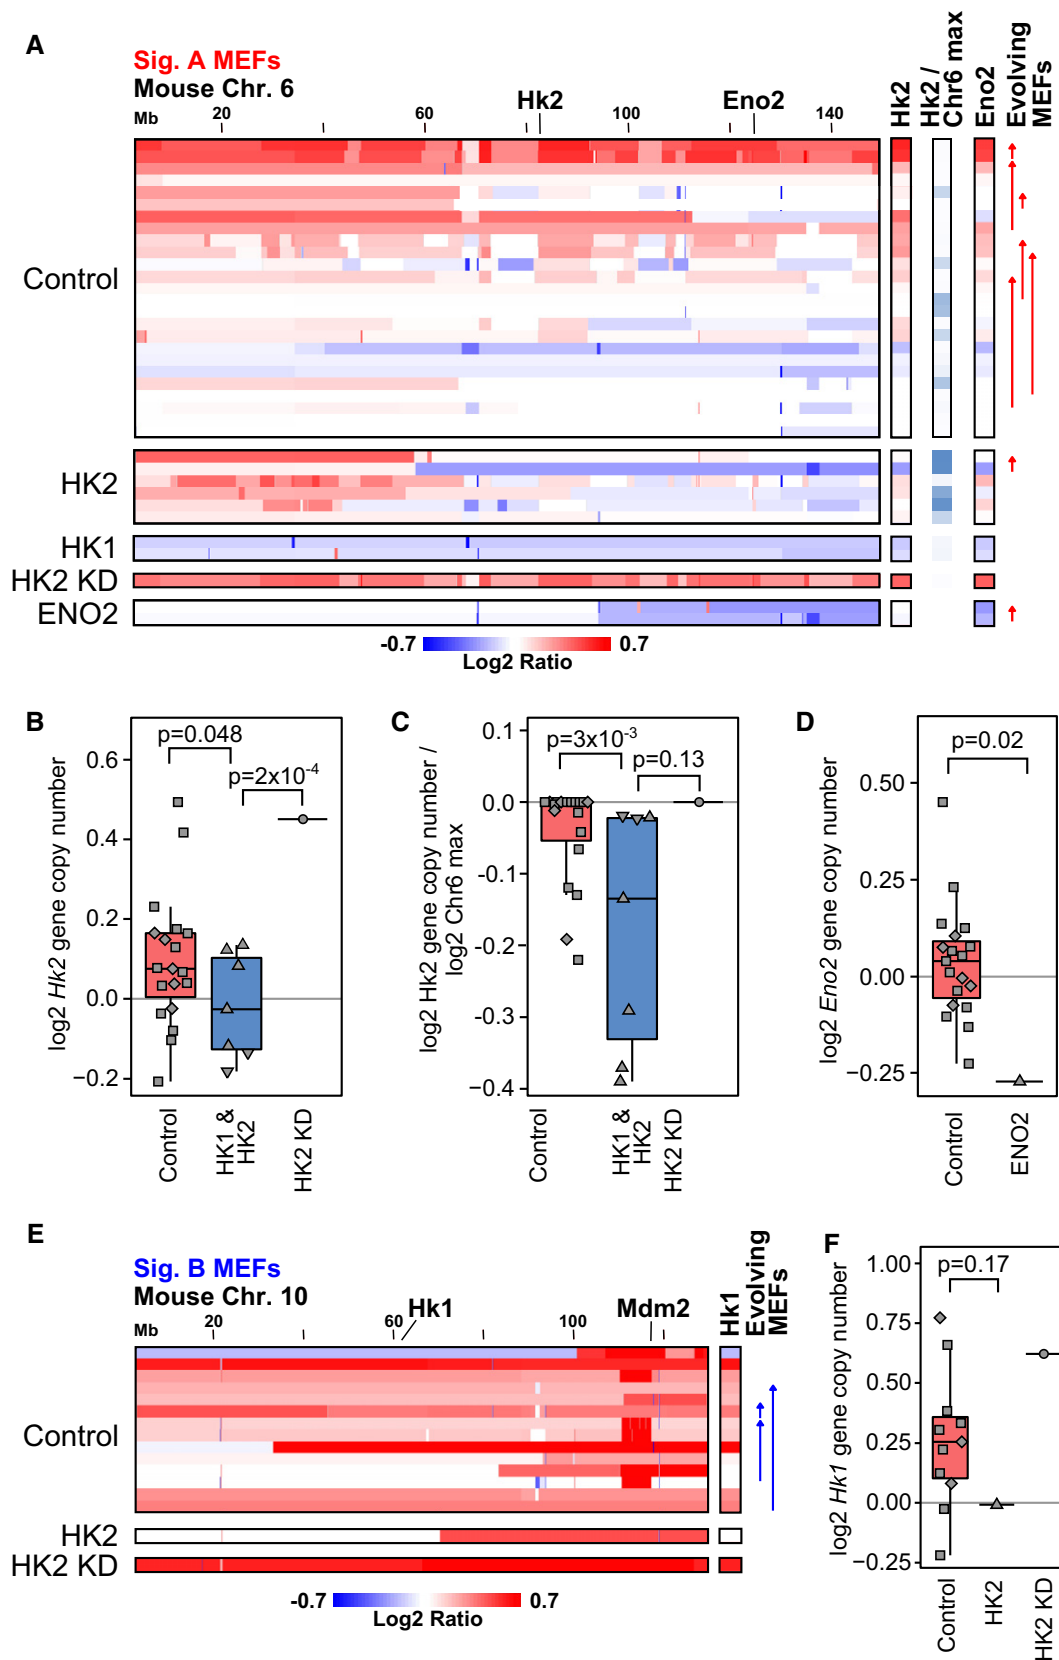 A
Sig. A MEFs
Mouse Chr. 6
Mb 20 60 Hk2 100 Eno2 140
Hk2
Hk2 / Chr6 max
Eno2
Evolving MEFs
Control
HK2
HK1
HK2 KD
ENO2
-0.7 0.7
Log2 Ratio
B
log2 Hk2 gene copy number
p=0.048
p=2x10-4
0.6
0.4
0.2
0.0
−0.2
Control
HK1 & HK2
HK2 KD
C
log2 Hk2 gene copy number / log2 Chr6 max
p=3x10-3
p=0.13
0.1
0.0
-0.1
-0.2
-0.3
-0.4
Control
HK1 & HK2
HK2 KD
D
log2 Eno2 gene copy number
p=0.02
0.50
0.25
0.00
−0.25
Control
ENO2
E
Sig. B MEFs
Mouse Chr. 10
Mb 20 60 Hk1 100 Mdm2
Hk1
Evolving MEFs
Control
HK2
HK2 KD
-0.7 0.7
Log2 Ratio
F
log2 Hk1 gene copy number
p=0.17
1.00
0.75
0.50
0.25
0.00
−0.25
Control
HK2
HK2 KD